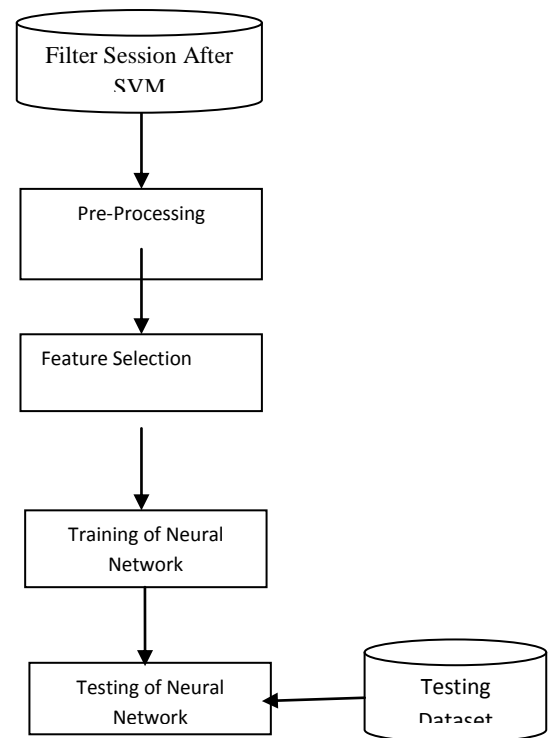 Filter Session After
SVM
Pre-Processing
Feature Selection
Training of Neural
Network
Testing of Neural
Network
Testing
Dataset